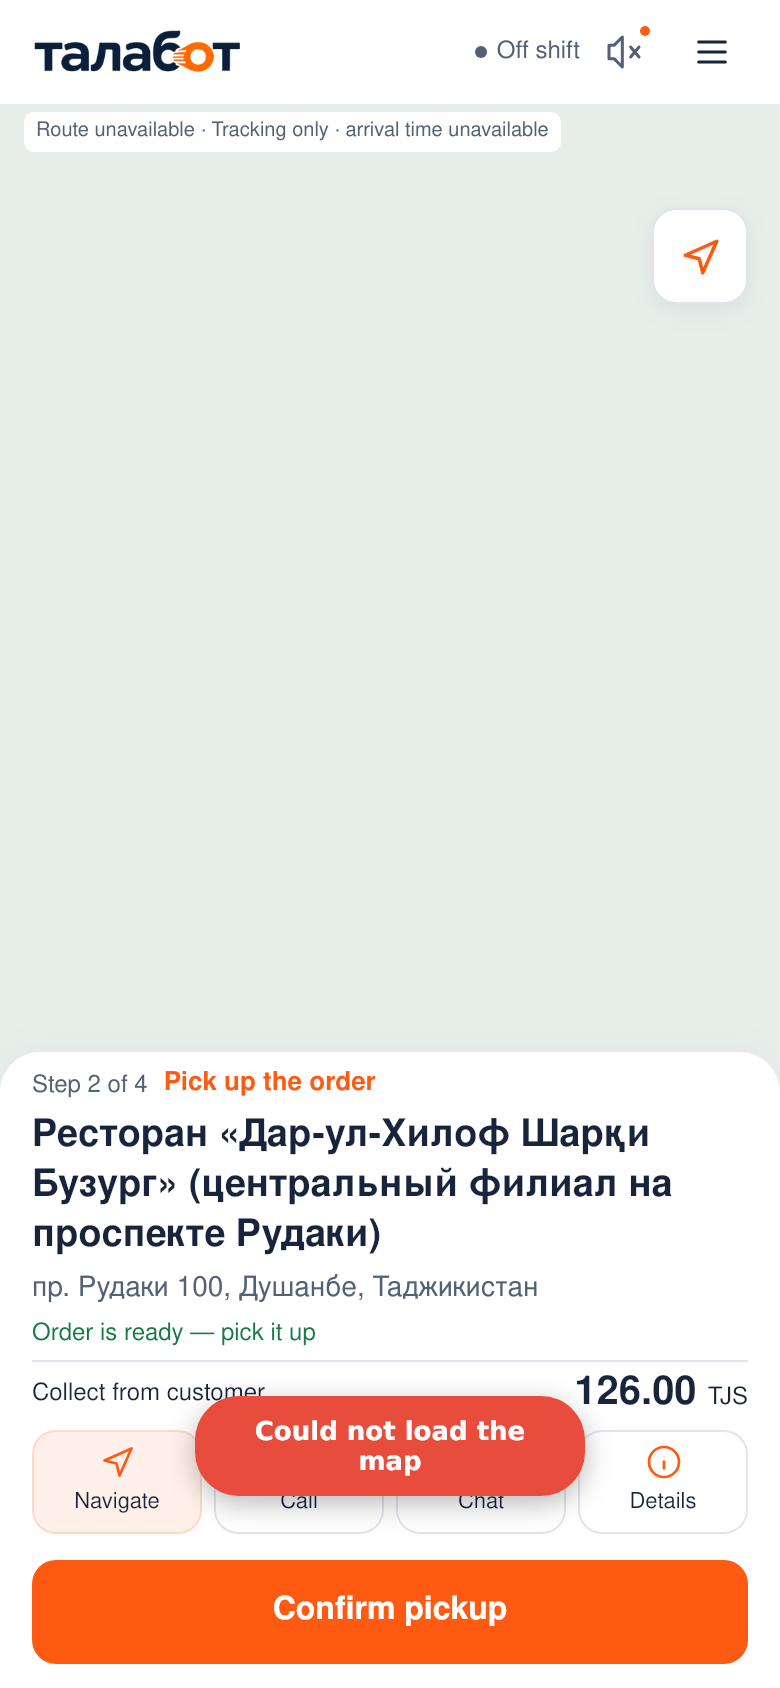 талабот
Off shift
Route unavailable · Tracking only · arrival time unavailable
Step 2 of 4 Pick up the order
Ресторан «Дар-ул-Хилоф Шарқи
Бузург» (центральный филиал на
проспекте Рудаки)
пр. Рудаки 100, Душанбе, Таджикистан
Order is ready — pick it up
Collect from customer 126.00 TJS
Could not load the
map
Navigate Call Chat Details
Confirm pickup